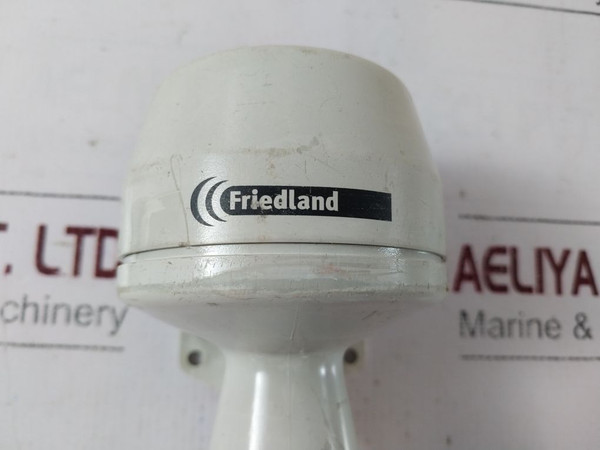 Friedland
T. LTD
AELIYA
chinery
Marine &